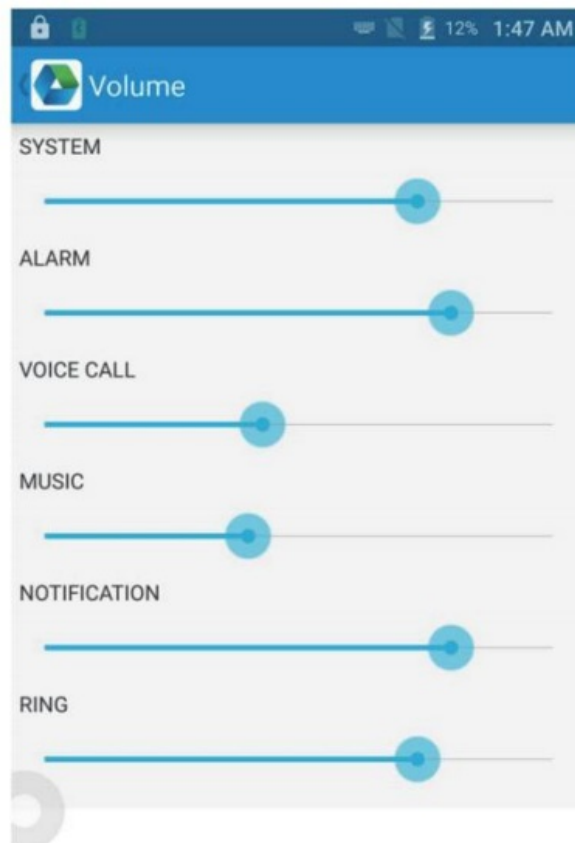 12% 1:47 AM
Volume
SYSTEM
ALARM
VOICE CALL
MUSIC
NOTIFICATION
RING